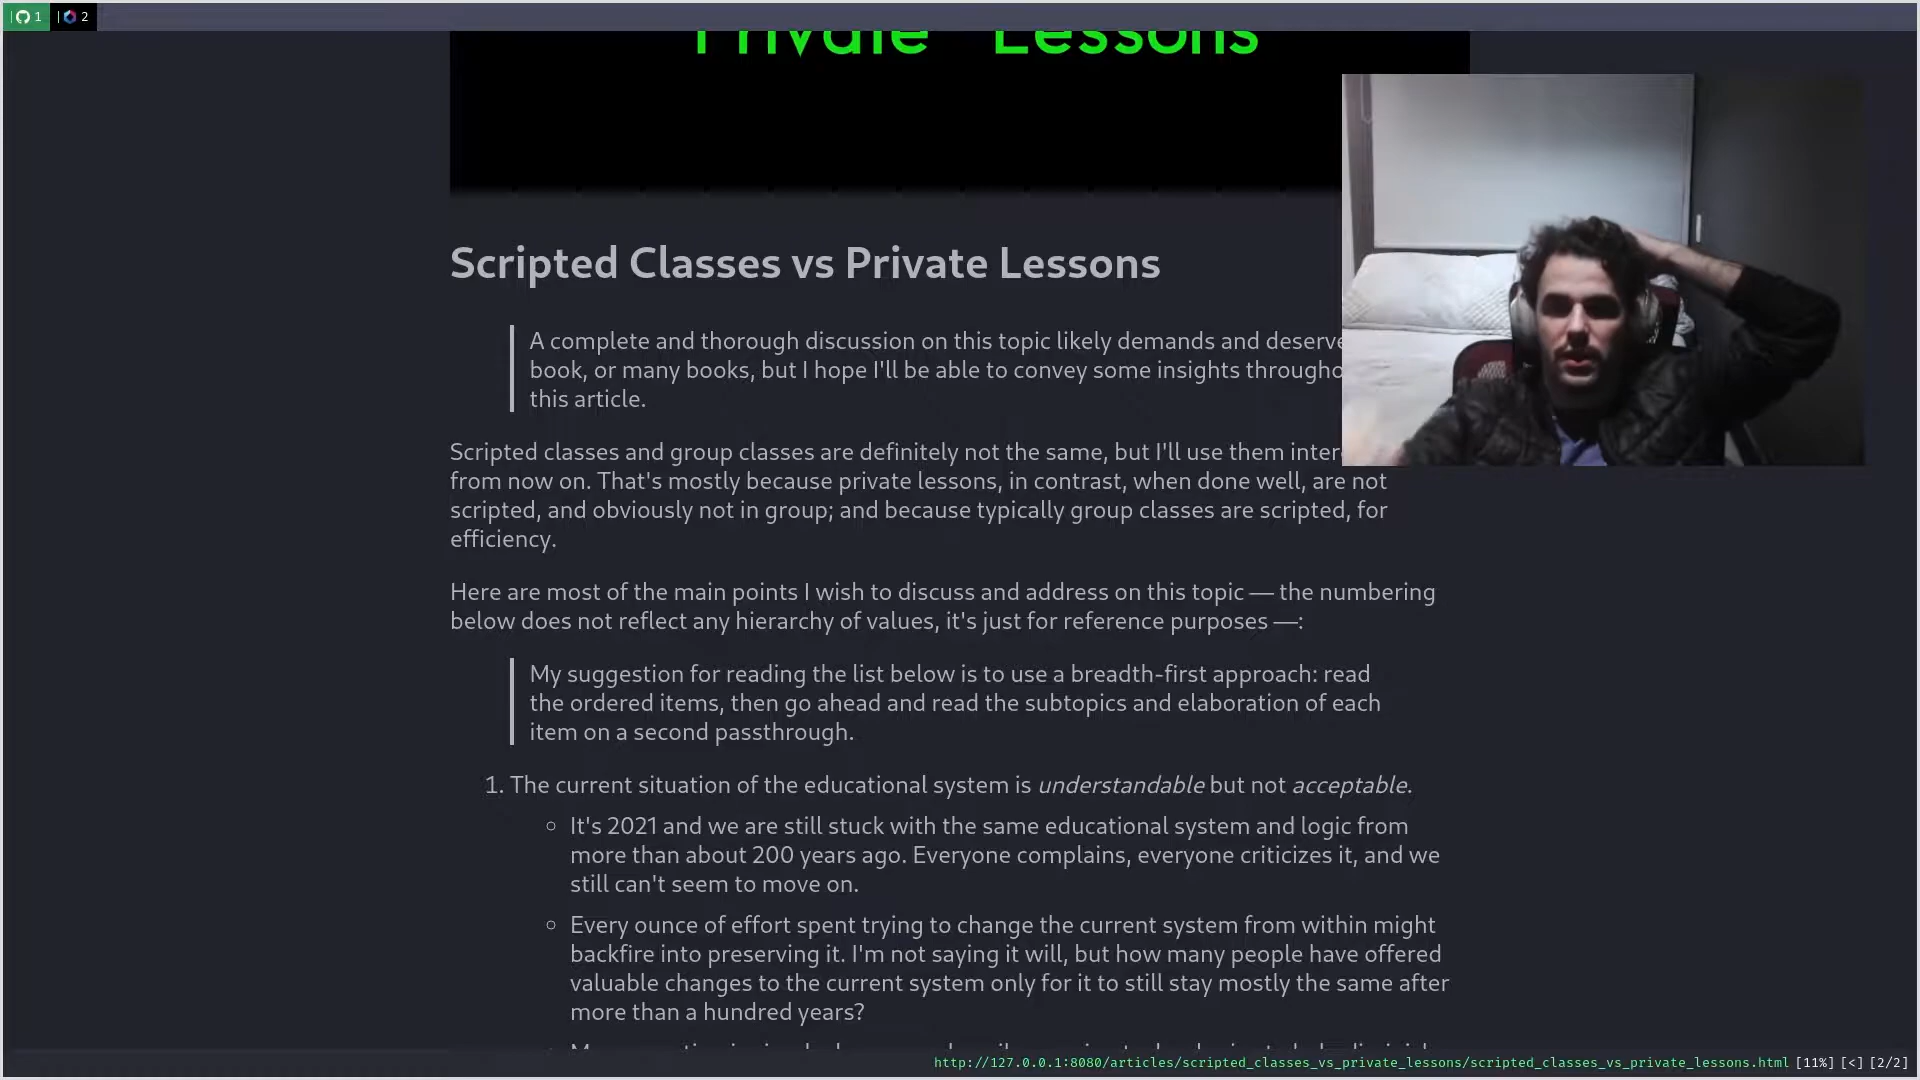 1 2
Private Lessons
Scripted Classes vs Private Lessons
A complete and thorough discussion on this topic likely demands and deserve
book, or many books, but I hope I'll be able to convey some insights througho
this article.
Scripted classes and group classes are definitely not the same, but I'll use them inter
from now on. That's mostly because private lessons, in contrast, when done well, are not
scripted, and obviously not in group; and because typically group classes are scripted, for
efficiency.
Here are most of the main points I wish to discuss and address on this topic — the numbering
below does not reflect any hierarchy of values, it's just for reference purposes —:
My suggestion for reading the list below is to use a breadth-first approach: read
the ordered items, then go ahead and read the subtopics and elaboration of each
item on a second passthrough.
1. The current situation of the educational system is understandable but not acceptable.
It's 2021 and we are still stuck with the same educational system and logic from
more than about 200 years ago. Everyone complains, everyone criticizes it, and we
still can't seem to move on.
Every ounce of effort spent trying to change the current system from within might
backfire into preserving it. I'm not saying it will, but how many people have offered
valuable changes to the current system only for it to still stay mostly the same after
more than a hundred years?
http://127.0.0.1:8080/articles/scripted_classes_vs_private_lessons/scripted_classes_vs_private_lessons.html [11%] [<] [2/2]